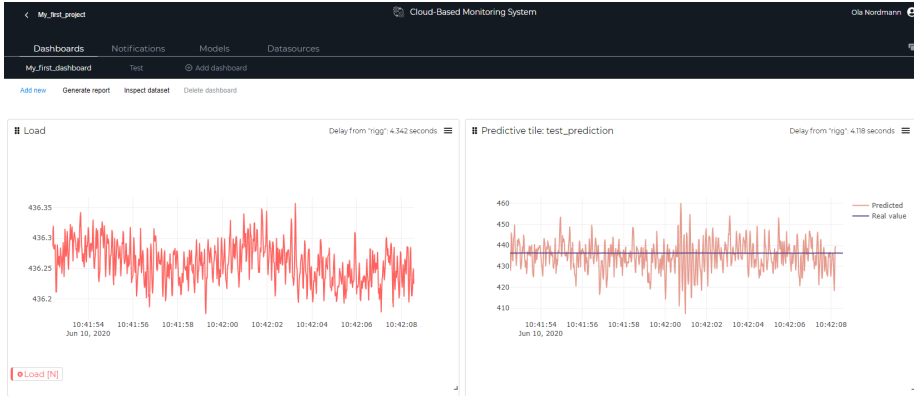 My_first_project
Cloud-Based Monitoring System
Ola Nordmann
Dashboards Notifications Models Datasources
My_first_dashboard Test Add dashboard
Add new Generate report Inspect dataset Delete dashboard
Load
Delay from "rigg": 4.342 seconds
436.35
436.3
436.25
436.2
10:41:54 10:41:56 10:41:58 10:42:00 10:42:02 10:42:04 10:42:06 10:42:08
Jun 10, 2020
Load [N]
Predictive tile: test_prediction
Delay from "rigg": 4.118 seconds
460
450
440
430
420
410
10:41:54 10:41:56 10:41:58 10:42:00 10:42:02 10:42:04 10:42:06 10:42:08
Jun 10, 2020
Predicted
Real value